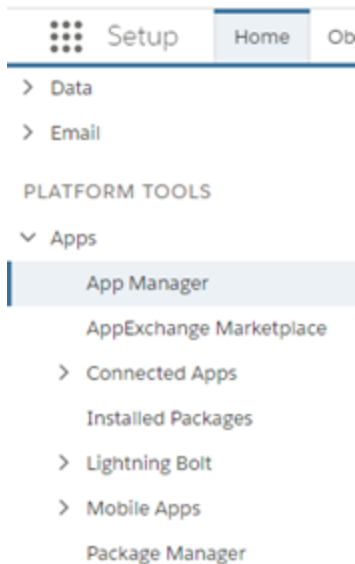 Setup Home Ob
Data
Email
PLATFORM TOOLS
Apps
App Manager
AppExchange Marketplace
Connected Apps
Installed Packages
Lightning Bolt
Mobile Apps
Package Manager